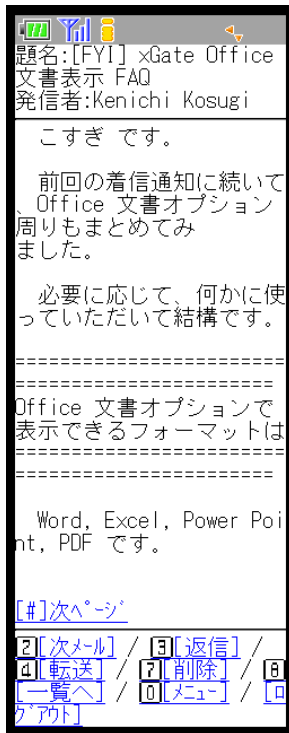 題名:[FYI] xGate Office
文書表示 FAQ
発信者:Kenichi Kosugi
こすぎ です。
前回の着信通知に続いて
、Office 文書オプション
周りもまとめてみ
ました。
必要に応じて、何かに使
っていただいて結構です。
========================
=======================
Office 文書オプションで
表示できるフォーマットは
========================
=======================
Word, Excel, Power Poi
nt, PDF です。
[#]次ﾍﾟｰｼﾞ
2[次ﾒｰﾙ] / 3[返信] /
4[転送] / 7[削除] / 8
[一覧へ] / 0[ﾒﾆｭｰ] / [ﾛ
ｸﾞｱｳﾄ]